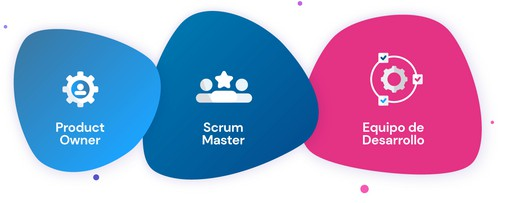 Product
Owner
Scrum
Master
Equipo de
Desarrollo